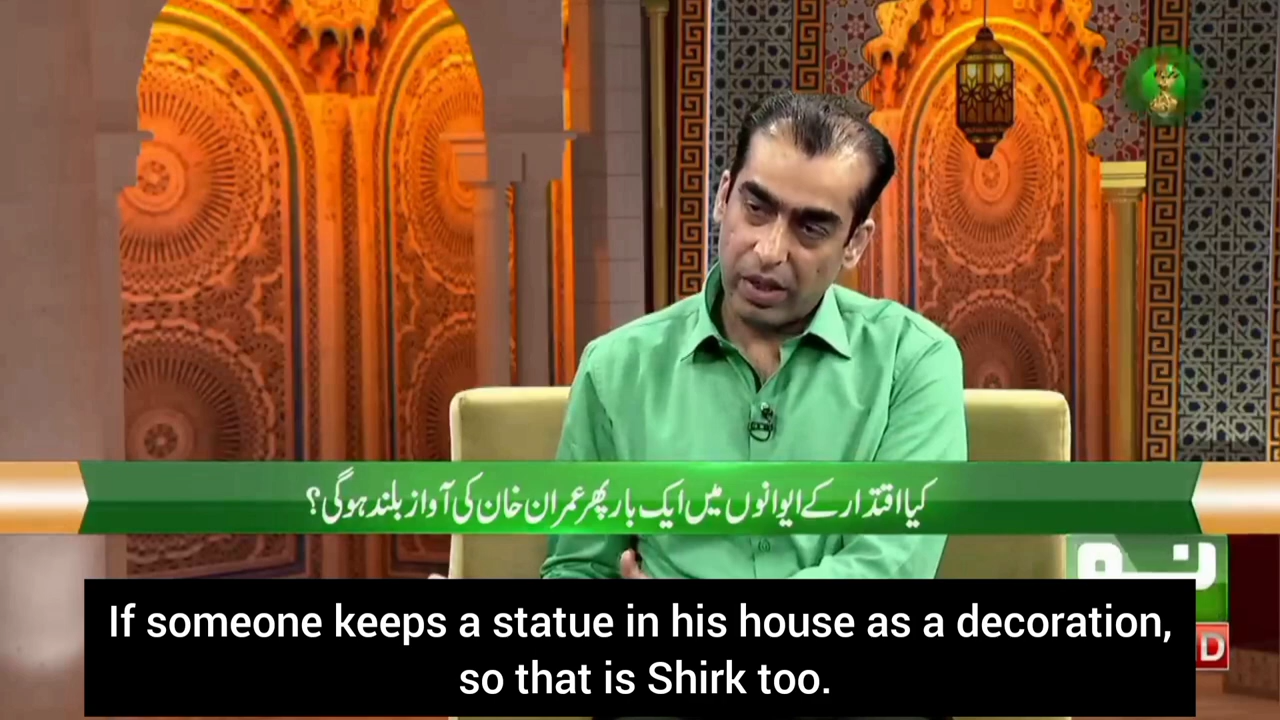 کیا اقتدار کے ایوانوں میں ایک بار پھر عمران خان کی آواز بلند ہوگی؟
نیو
D
If someone keeps a statue in his house as a decoration,
so that is Shirk too.